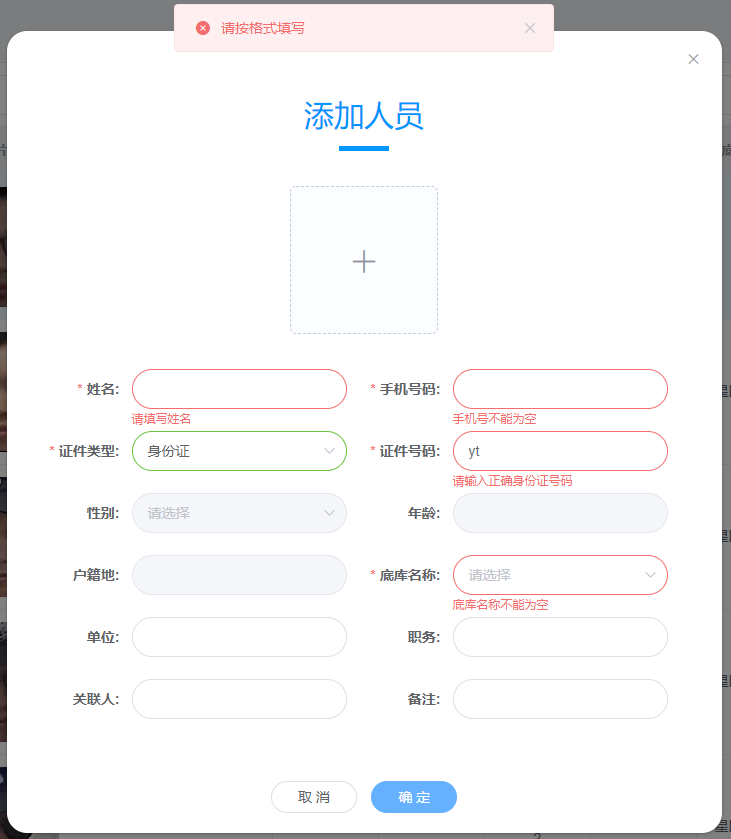 请按格式填写
添加人员
* 姓名:
* 手机号码:
请填写姓名
手机号不能为空
* 证件类型: 身份证
* 证件号码: yt
请输入正确身份证号码
性别: 请选择
年龄:
户籍地:
* 底库名称: 请选择
底库名称不能为空
单位:
职务:
关联人:
备注:
取消
确定